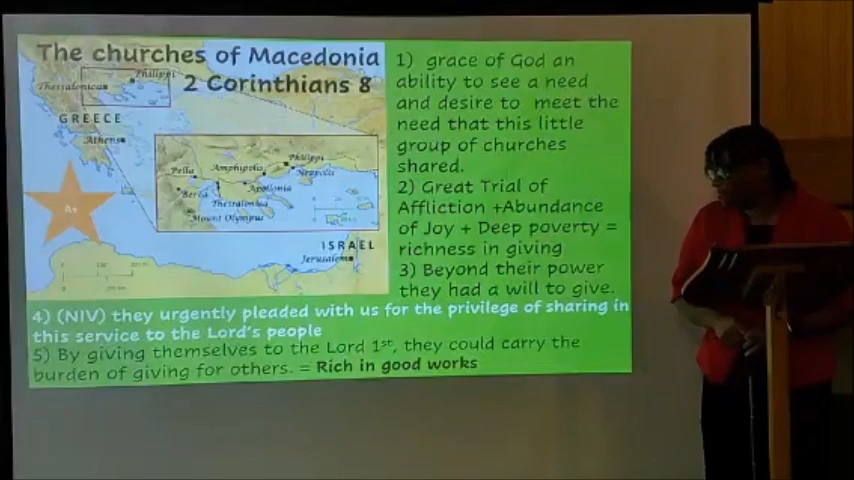 The churches of Macedonia
2 Corinthians 8
Philippi
Thessalonica
GREECE
Athens
Pella
Amphipolis
Philippi
Neapolis
Berea
Apollonia
Thessalonica
Mount Olympus
A+
ISRAEL
Jerusalem
1) grace of God an
ability to see a need
and desire to meet the
need that this little
group of churches
shared.
2) Great Trial of
Affliction +Abundance
of Joy + Deep poverty =
richness in giving
3) Beyond their power
they had a will to give.
4) (NIV) they urgently pleaded with us for the privilege of sharing in
this service to the Lord's people
5) By giving themselves to the Lord 1st, they could carry the
burden of giving for others. = Rich in good works